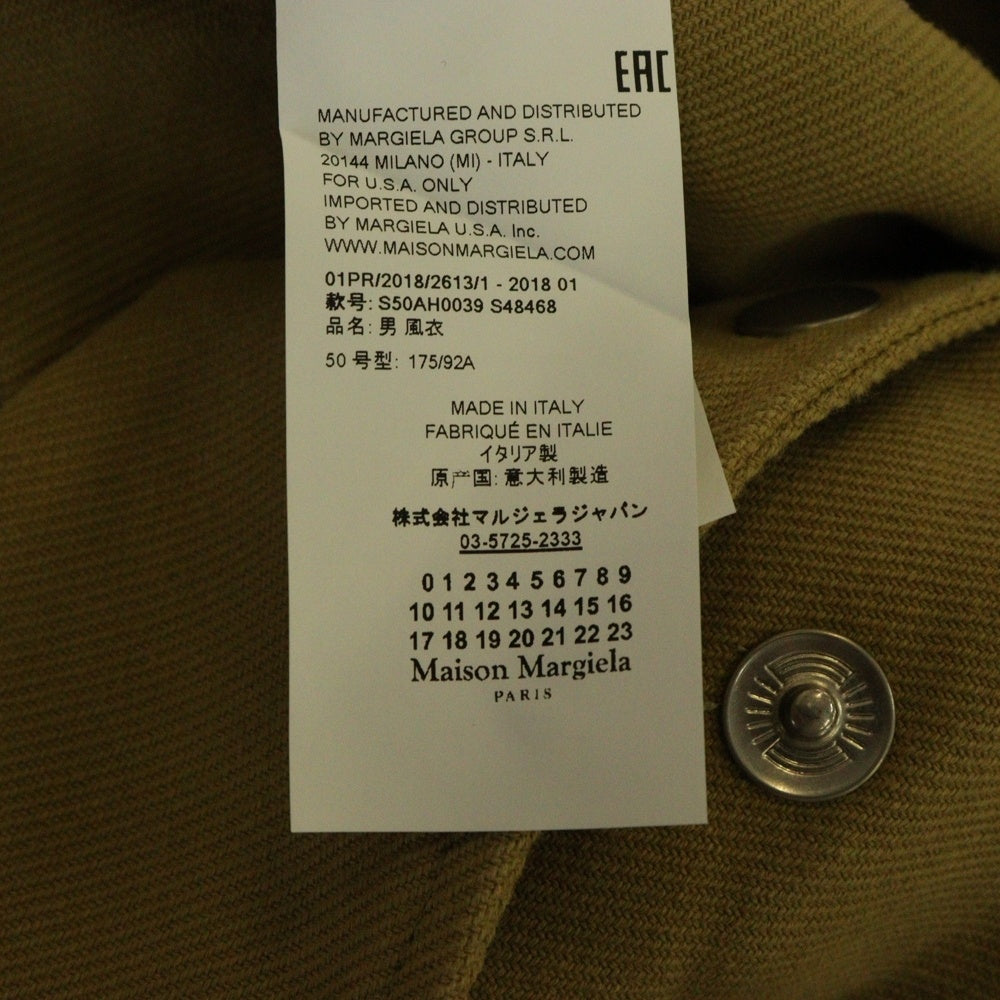 EAC
MANUFACTURED AND DISTRIBUTED
BY MARGIELA GROUP S.R.L.
20144 MILANO (MI) - ITALY
FOR U.S.A. ONLY
IMPORTED AND DISTRIBUTED
BY MARGIELA U.S.A. Inc.
WWW.MAISONMARGIELA.COM
01PR/2018/2613/1 - 2018 01
款号: S50AH0039 S48468
品名: 男 風衣
50 号型: 175/92A
MADE IN ITALY
FABRIQUÉ EN ITALIE
イタリア製
原产国: 意大利製造
株式会社マルジェラジャパン
03-5725-2333
0 1 2 3 4 5 6 7 8 9
10 11 12 13 14 15 16
17 18 19 20 21 22 23
Maison Margiela
PARIS